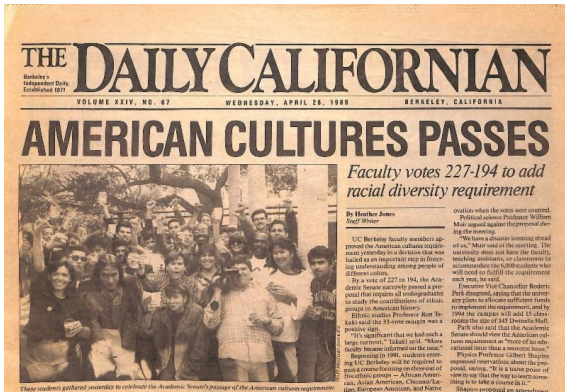 THE DAILY CALIFORNIAN
Berkeley's
Independent Daily
Established 1871
VOLUME XXIV, NO. 67 WEDNESDAY, APRIL 26, 1989 BERKELEY, CALIFORNIA
AMERICAN CULTURES PASSES
Faculty votes 227-194 to add
racial diversity requirement
By Heather Jones
Staff Writer
UC Berkeley faculty members ap-
proved the American cultures require-
ment yesterday in a decision that was
hailed as an important step in foster-
ing understanding among people of
different colors.
By a vote of 227 to 194, the Aca-
demic Senate narrowly passed a pro-
posal that requires all undergraduates
to study the contributions of ethnic
groups to American history.
Ethnic studies Professor Ron Ta-
kaki said the 33-vote margin was a
positive sign.
"It's significant that we had such a
large turnout," Takaki said. "More
faculty became informed on the issue."
Beginning in 1991, students enter-
ing UC Berkeley will be required to
pass a course focusing on three out of
five ethnic groups — African Ameri-
cans, Asian American, Chicano/La-
tino, European American, and Native
ovation when the votes were counted.
Political science Professor William
Muir argued against the proposal dur-
ing the meeting.
"We have a disaster looming ahead
of us," Muir said at the meeting. The
university does not have the faculty,
teaching assistants, or classroom to
accommodate the 6,000 students who
will need to fulfill the requirement
each year, he said.
Executive Vice Chancellor Roderic
Park disagreed, saying that the univer-
sity plans to allocate sufficient funds
to implement the requirement, and by
1994 the campus will add 15 class-
rooms the size of 145 Dwinelle Hall.
Park also said that the Academic
Senate should view the American cul-
tures requirement as "more of an edu-
cational issue than a resource issue."
Physics Professor Gilbert Shapiro
expressed reservations about the pro-
posal, saying, "It is a naive point of
view to say that the way to learn some-
thing is to take a course in it."
Shapiro proposed an
These students gathered yesterday to celebrate the Academic Senate's passage of the American cultures requirement.